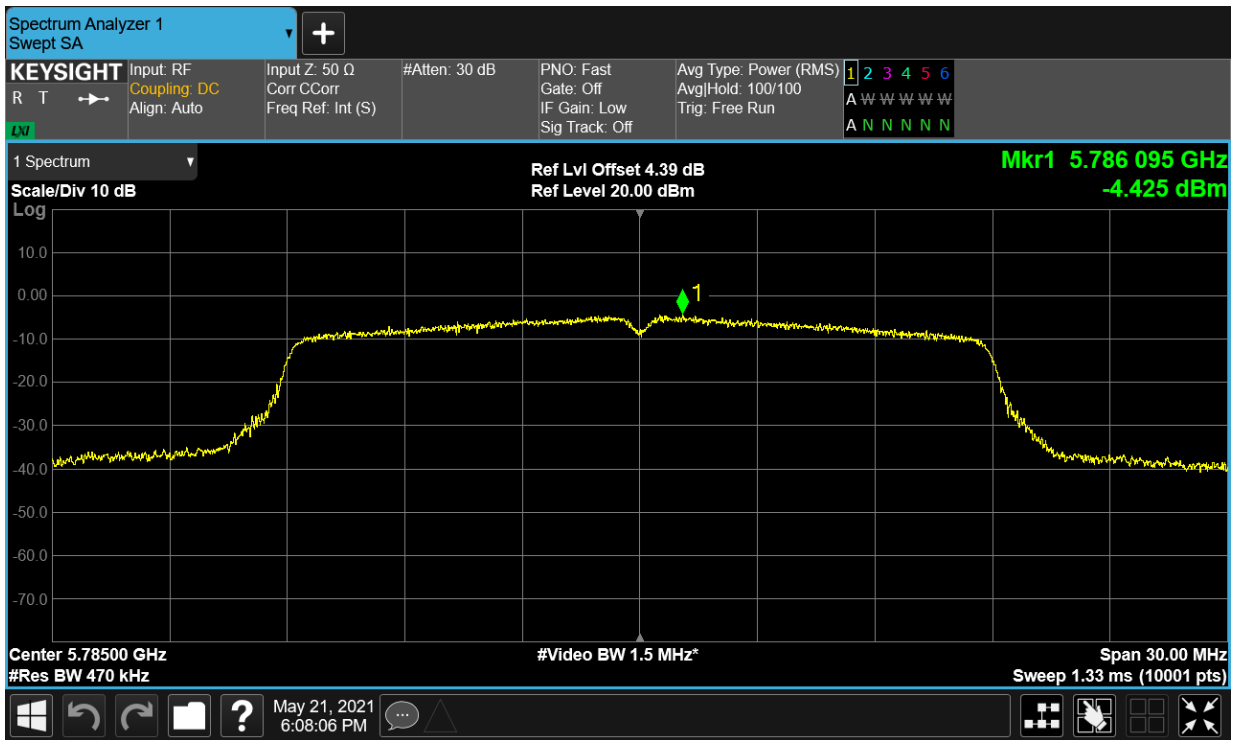 Spectrum Analyzer 1
Swept SA
KEYSIGHT
R T
LXI
Input: RF
Coupling: DC
Align: Auto
Input Z: 50 Ω
Corr CCorr
Freq Ref: Int (S)
#Atten: 30 dB
PNO: Fast
Gate: Off
IF Gain: Low
Sig Track: Off
Avg Type: Power (RMS)
Avg|Hold: 100/100
Trig: Free Run
1 2 3 4 5 6
A W W W W W
A N N N N N
1 Spectrum
Scale/Div 10 dB
Log
Ref Lvl Offset 4.39 dB
Ref Level 20.00 dBm
Mkr1 5.786 095 GHz
-4.425 dBm
10.0
0.00
-10.0
-20.0
-30.0
-40.0
-50.0
-60.0
-70.0
1
Center 5.78500 GHz
#Res BW 470 kHz
#Video BW 1.5 MHz*
Span 30.00 MHz
Sweep 1.33 ms (10001 pts)
?
May 21, 2021
6:08:06 PM